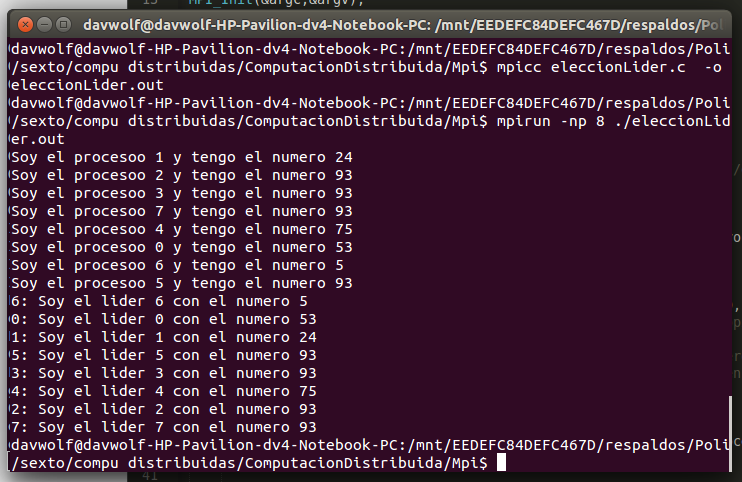 MPI_Init(&argc,&argv);
davwolf@davwolf-HP-Pavilion-dv4-Notebook-PC: /mnt/EEDEFC84DEFC467D/respaldos/Pol
davwolf@davwolf-HP-Pavilion-dv4-Notebook-PC:/mnt/EEDEFC84DEFC467D/respaldos/Poli
/sexto/compu distribuidas/ComputacionDistribuida/Mpi$ mpicc eleccionLider.c  -o
eleccionLider.out
davwolf@davwolf-HP-Pavilion-dv4-Notebook-PC:/mnt/EEDEFC84DEFC467D/respaldos/Poli
/sexto/compu distribuidas/ComputacionDistribuida/Mpi$ mpirun -np 8 ./eleccionLid
er.out
Soy el procesoo 1 y tengo el numero 24
Soy el procesoo 2 y tengo el numero 93
Soy el procesoo 3 y tengo el numero 93
Soy el procesoo 7 y tengo el numero 93
Soy el procesoo 4 y tengo el numero 75
Soy el procesoo 0 y tengo el numero 53
Soy el procesoo 6 y tengo el numero 5
Soy el procesoo 5 y tengo el numero 93
6: Soy el lider 6 con el numero 5
0: Soy el lider 0 con el numero 53
1: Soy el lider 1 con el numero 24
5: Soy el lider 5 con el numero 93
3: Soy el lider 3 con el numero 93
4: Soy el lider 4 con el numero 75
2: Soy el lider 2 con el numero 93
7: Soy el lider 7 con el numero 93
davwolf@davwolf-HP-Pavilion-dv4-Notebook-PC:/mnt/EEDEFC84DEFC467D/respaldos/Poli
/sexto/compu distribuidas/ComputacionDistribuida/Mpi$
41